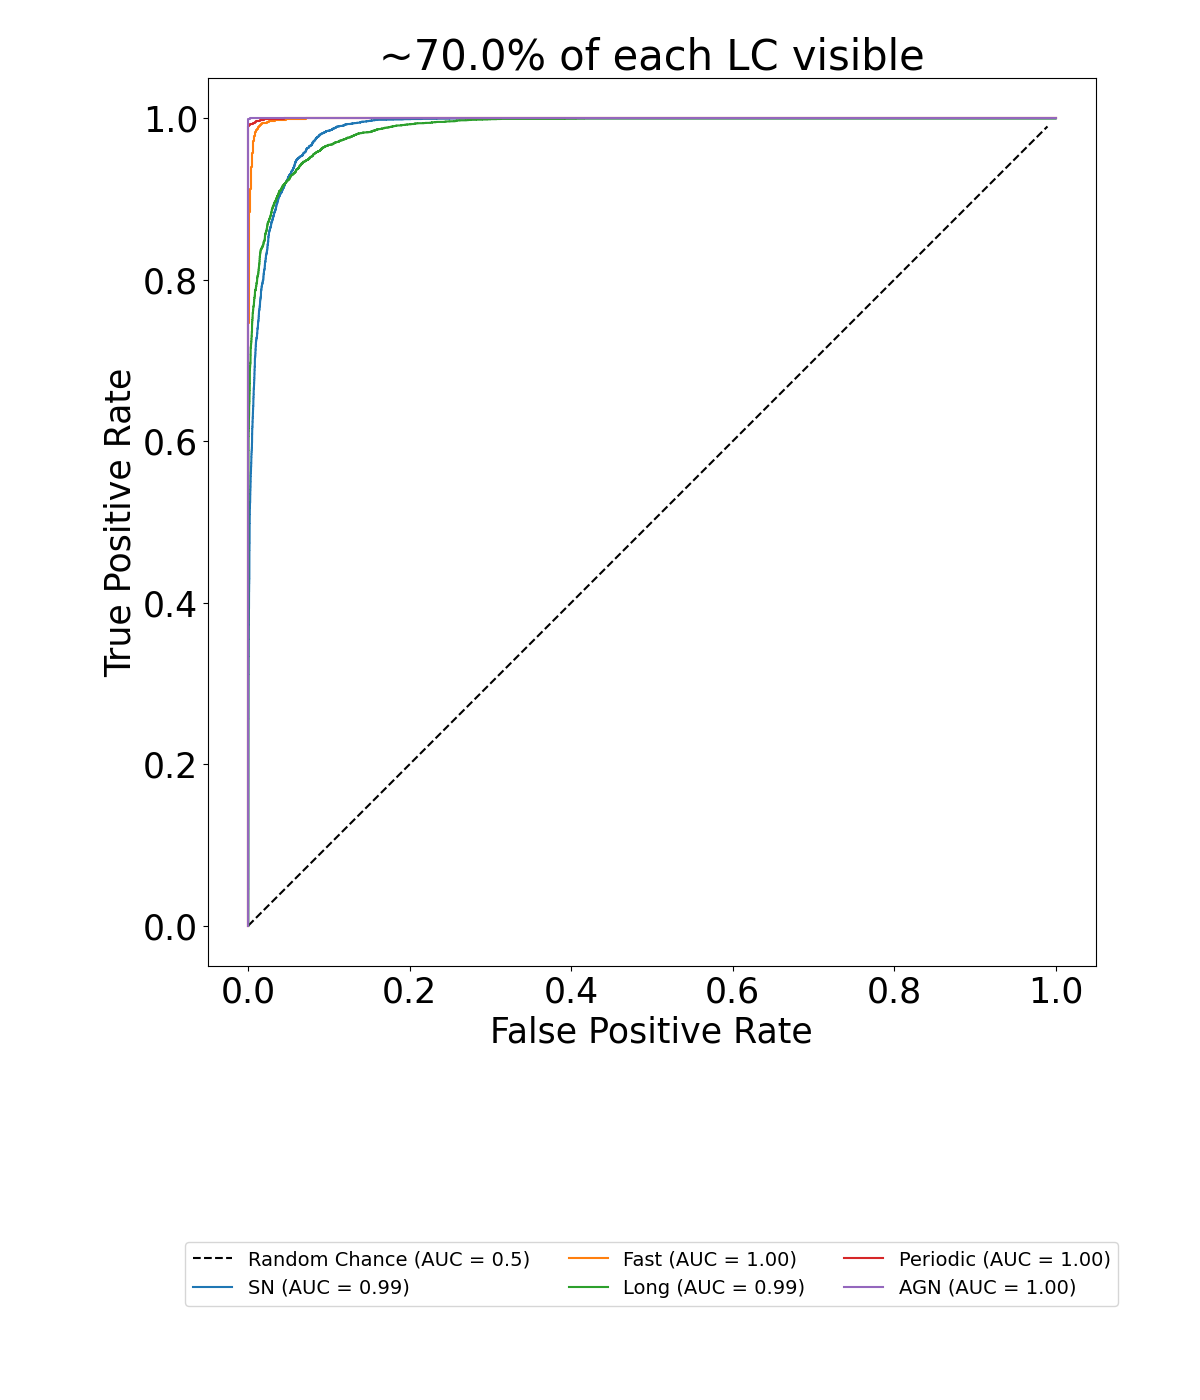 ~70.0% of each LC visible
1.0
0.8
0.6
0.4
0.2
0.0
True Positive Rate
0.0 0.2 0.4 0.6 0.8 1.0
False Positive Rate
Random Chance (AUC = 0.5) Fast (AUC = 1.00) Periodic (AUC = 1.00)
SN (AUC = 0.99) Long (AUC = 0.99) AGN (AUC = 1.00)